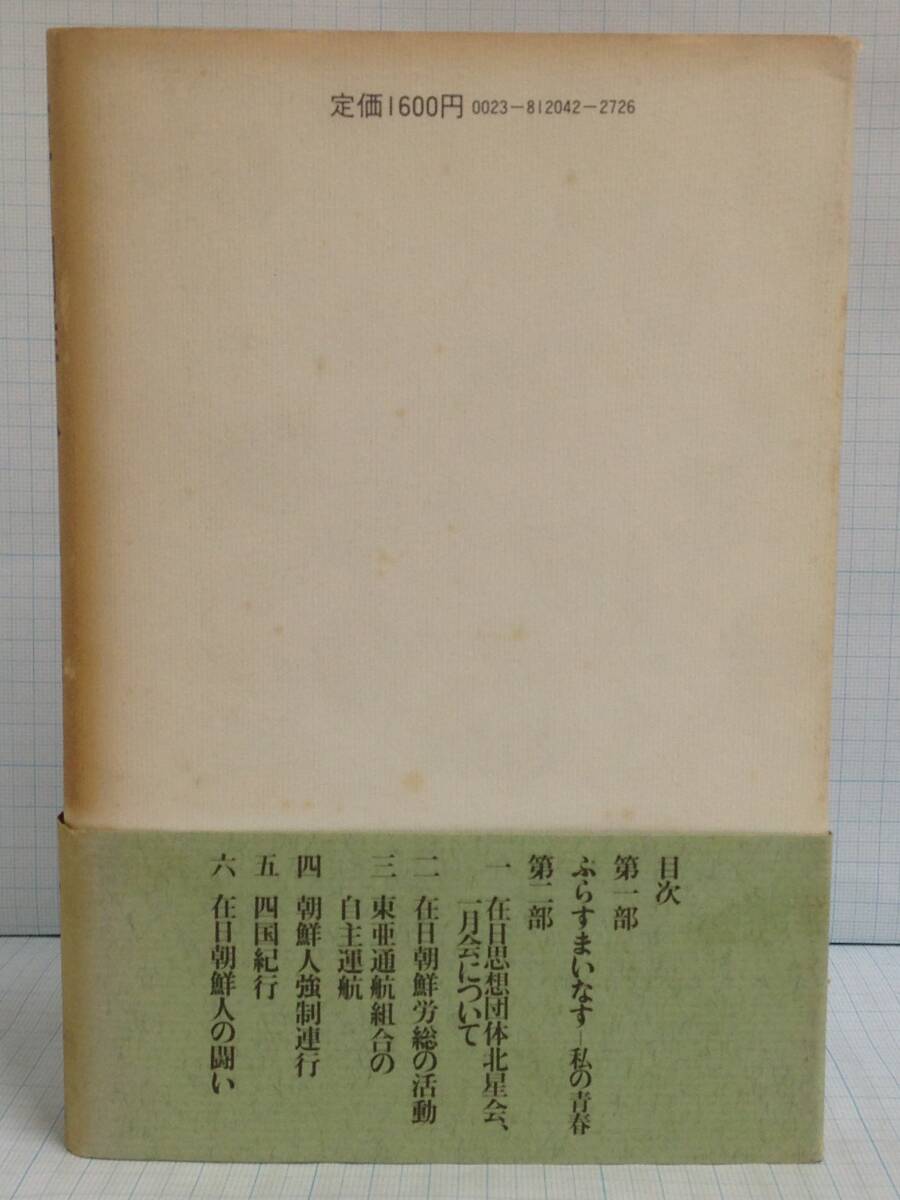 定価1600円 0023-812042-2726
目次
第一部
ぷらすまいなす―私の青春
第二部
一 在日思想団体北星会、
一月会について
二 在日朝鮮労総の活動
三 東亜通航組合の
自主運航
四 朝鮮人強制連行
五 四国紀行
六 在日朝鮮人の闘い